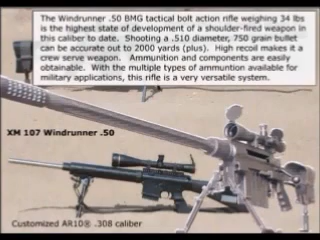 The Windrunner .50 BMG tactical bolt action rifle weighing 34 lbs
is the highest state of development of a shoulder-fired weapon in
this caliber to date.  Shooting a .510 diameter, 750 grain bullet
can be accurate out to 2000 yards (plus).  High recoil makes it a
crew serve weapon.   Ammunition and components are easily
obtainable.  With the multiple types of ammuntion available for
military applications, this rifle is a very versatile system.
XM 107 Windrunner .50
Customized AR10® .308 caliber